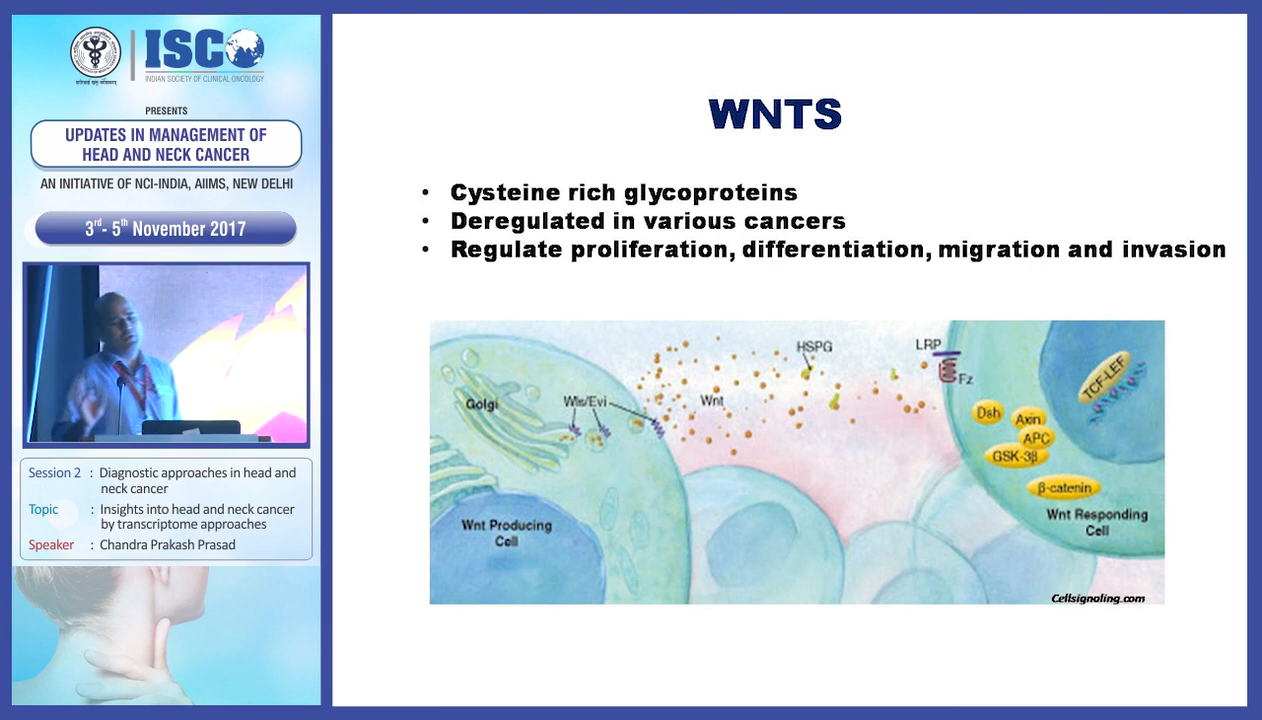 ISCO
INDIAN SOCIETY OF CLINICAL ONCOLOGY
PRESENTS
UPDATES IN MANAGEMENT OF
HEAD AND NECK CANCER
AN INITIATIVE OF NCI-INDIA, AIIMS, NEW DELHI
3rd- 5th November 2017
Session 2 : Diagnostic approaches in head and
neck cancer
Topic : Insights into head and neck cancer
by transcriptome approaches
Speaker : Chandra Prakash Prasad
WNTS
• Cysteine rich glycoproteins
• Deregulated in various cancers
• Regulate proliferation, differentiation, migration and invasion
Golgi
Wls/Evi
Wnt
HSPG
LRP
Fz
TCF-LEF
Dsh
Axin
APC
GSK-3β
β-catenin
Wnt Producing
Cell
Wnt Responding
Cell
Cellsignaling.com